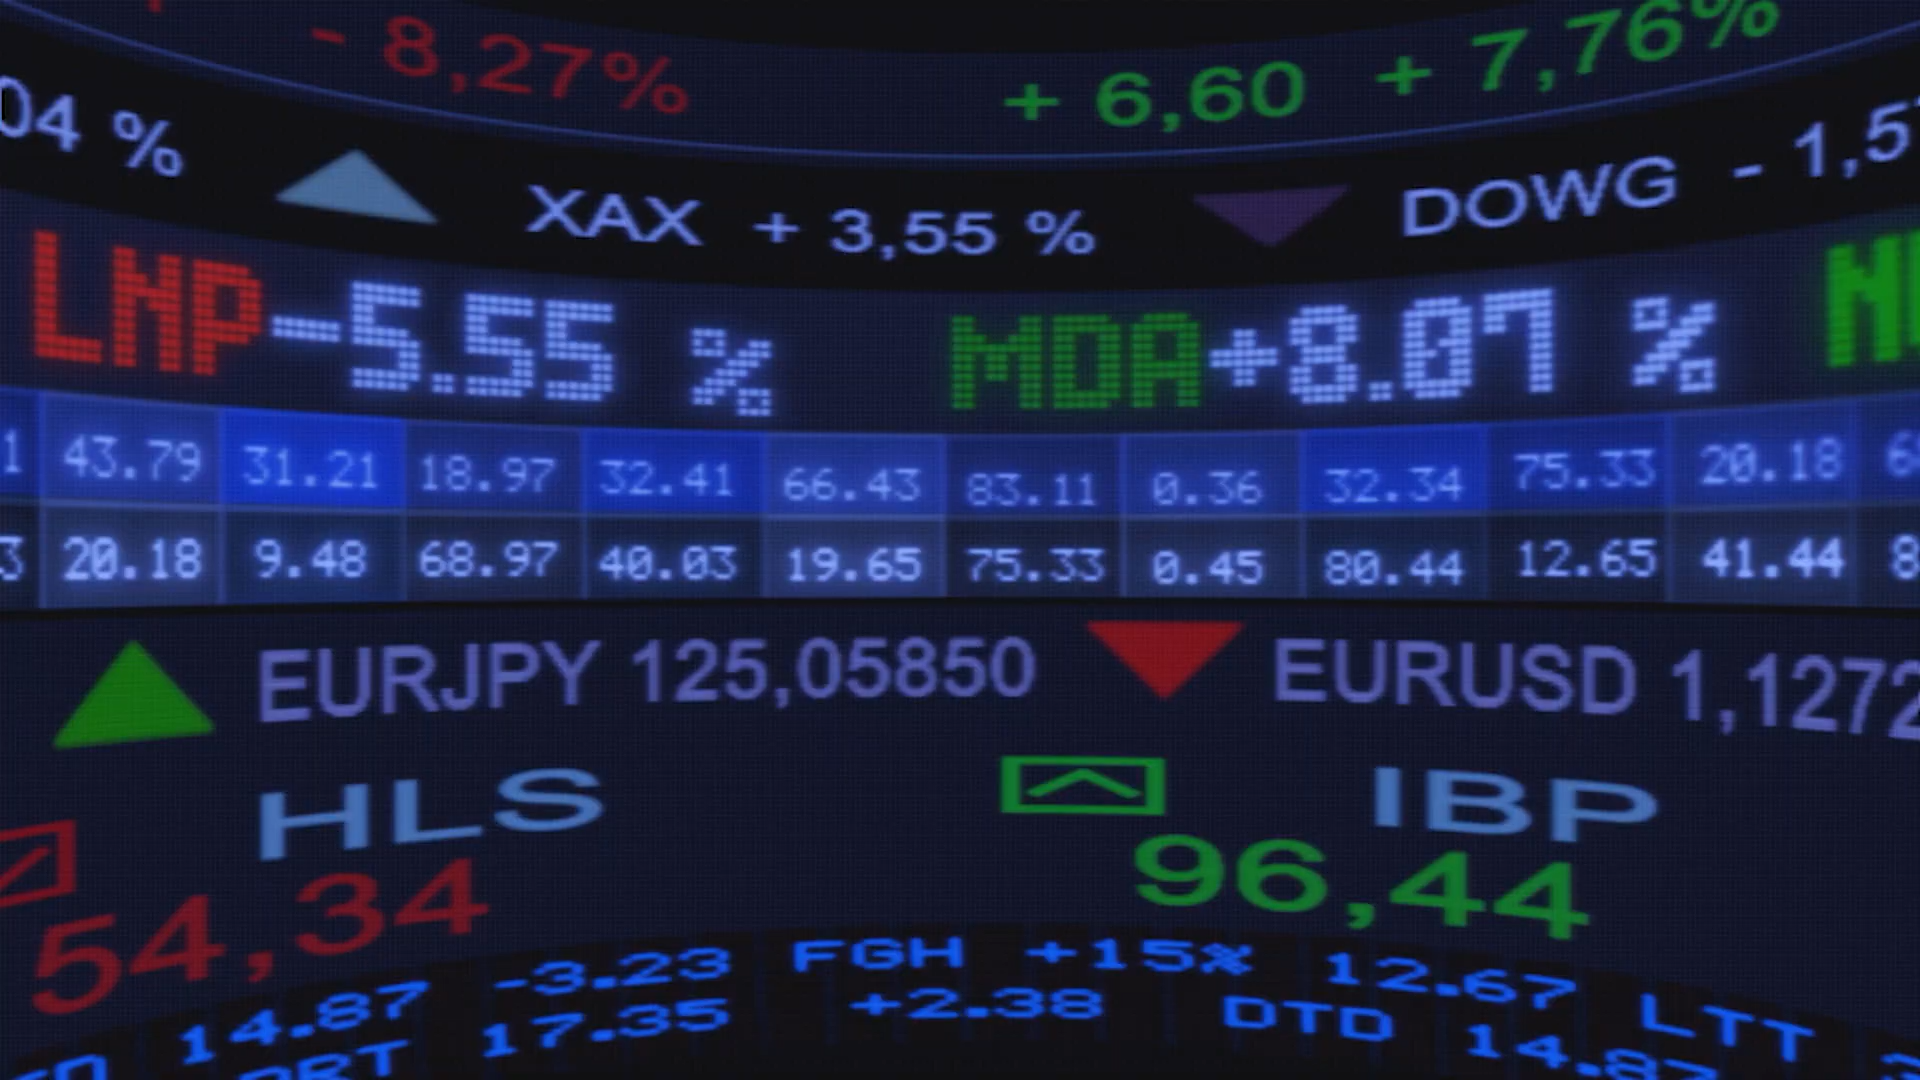 - 8,27% + 6,60 + 7,76%
04 % XAX + 3,55 % DOWG - 1,5
LNP-5.55 % MDA+8.07 %
1 43.79 31.21 18.97 32.41 66.43 83.11 0.36 32.34 75.33 20.18
3 20.18 9.48 68.97 40.03 19.65 75.33 0.45 80.44 12.65 41.44 8
EURJPY 125,05850 EURUSD 1,1272
HLS IBP
54,34 96,44
14.87 -3.23 FGH +15% 12.67 LTT
17.35 +2.38 DTD 14.87